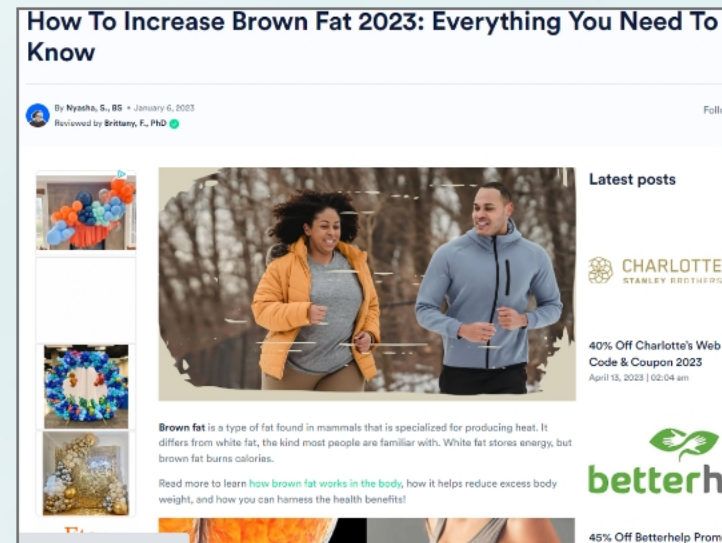 How To Increase Brown Fat 2023: Everything You Need To
Know
By Nyasha, S., BS • January 6, 2023
Reviewed by Brittany, F., PhD
Latest posts
CHARLOTTE
STANLEY BROTHERS
40% Off Charlotte's Web
Code & Coupon 2023
April 13, 2023 | 02:04 am
Brown fat is a type of fat found in mammals that is specialized for producing heat. It
differs from white fat, the kind most people are familiar with. White fat stores energy, but
brown fat burns calories.
Read more to learn how brown fat works in the body, how it helps reduce excess body
weight, and how you can harness the health benefits!
betterh
45% Off Betterhelp Prom